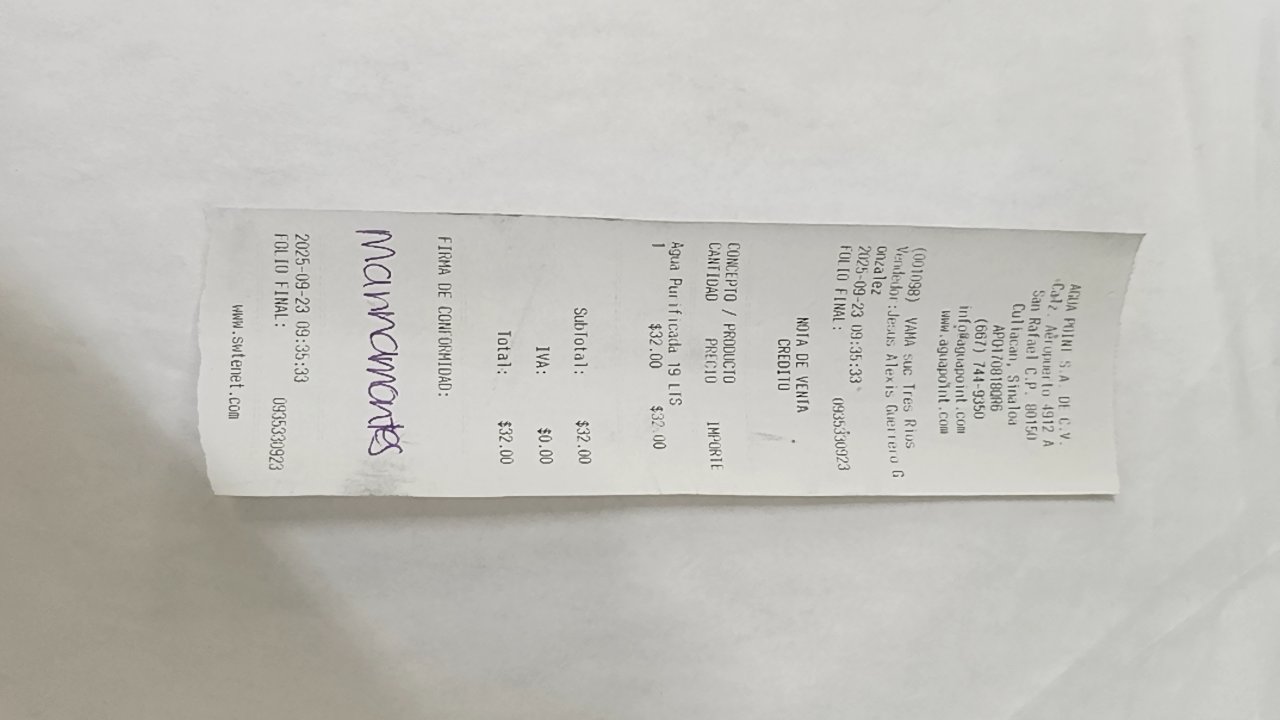 AGUA POINT S.A. DE C.V.
Calz. Aeropuerto 4912 A
San Rafael C.P. 80150
Culiacan, Sinaloa
APO170818QR6
(667) 744-9350
info@aguapoint.com
www.aguapoint.com
(001098) VAMA suc Tres Rios
Vendedor:Jesus Alexis Guerrero G
onzález
2025-09-23 09:35:33
FOLIO FINAL: 0935330923
NOTA DE VENTA
CREDITO
CONCEPTO / PRODUCTO
CANTIDAD PRECIO IMPORTE
Agua Purificada 19 LTS
1 $32.00 $32.00
SubTotal: $32.00
IVA: $0.00
Total: $32.00
FIRMA DE CONFORMIDAD:
2025-09-23 09:35:33
FOLIO FINAL: 0935330923
www.swtenet.com